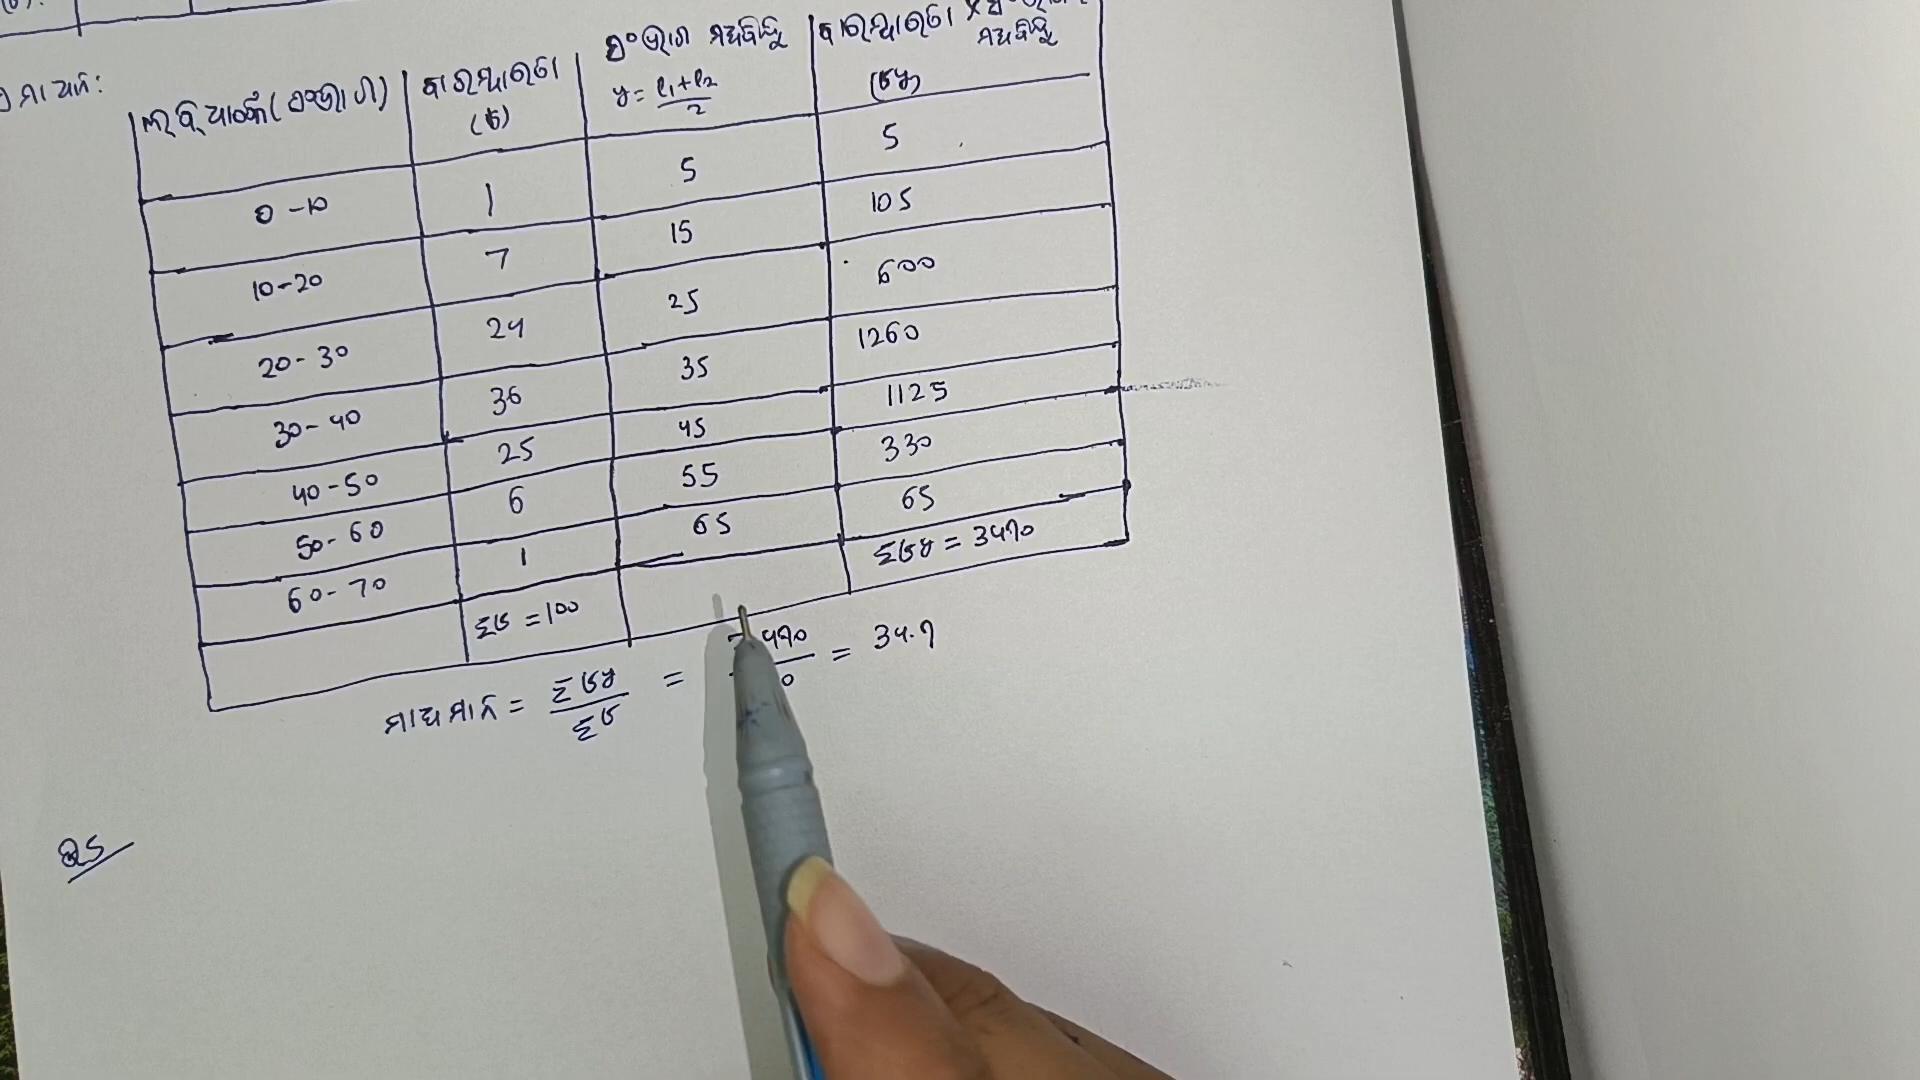 ଲବ୍ଧାଙ୍କ (ସଂଭାଗ) ବାରମ୍ବାରତା ସଂଭାଗ ମଧ୍ୟବିନ୍ଦୁ ବାରମ୍ବାରତା × ମଧ୍ୟବିନ୍ଦୁ
(f) y = (l₁+l₂)/2 (fy)
0-10 1 5 5
10-20 7 15 105
20-30 24 25 600
30-40 36 35 1260
40-50 25 45 1125
50-60 6 55 330
60-70 1 65 65
Σf = 100 Σfy = 3470
ମାଧ୍ୟମାନ = Σfy/Σf = = 34.7
Q5